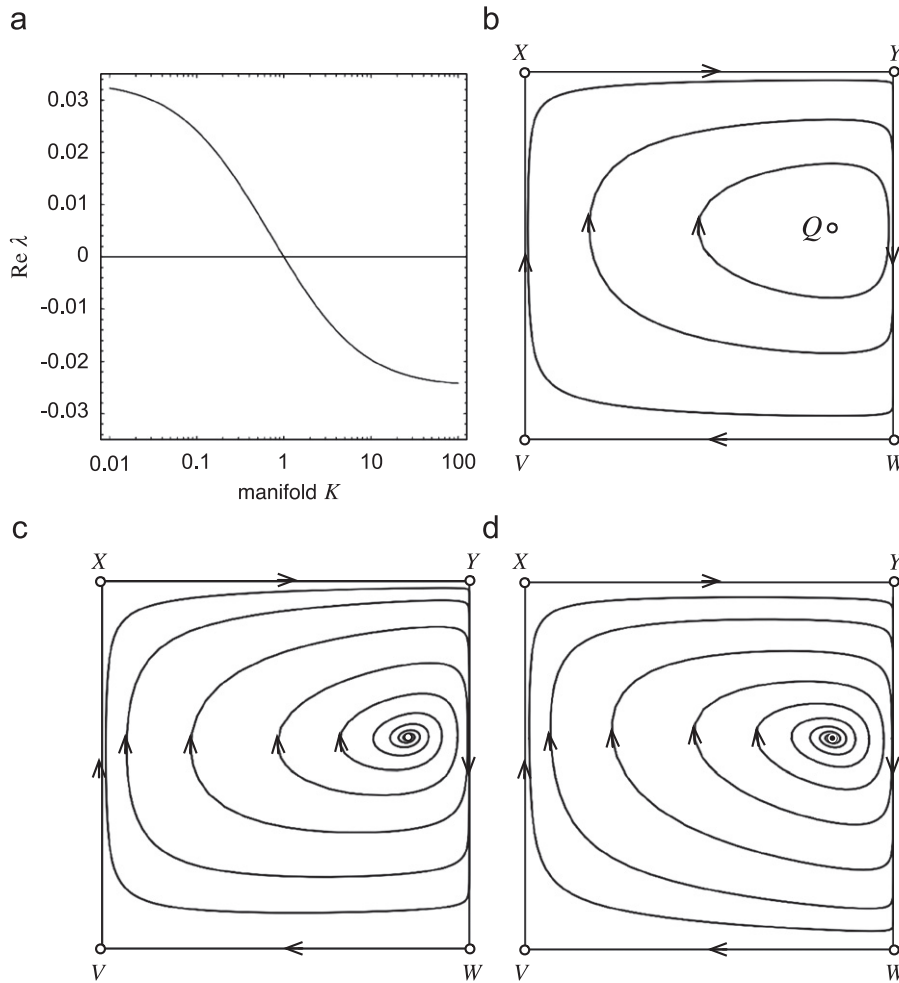 a
0.03
0.02
0.01
0
-0.01
-0.02
-0.03
Re λ
0.01 0.1 1 10 100
manifold K
b
X Y
Q
V W
c
X Y
V W
d
X Y
V W